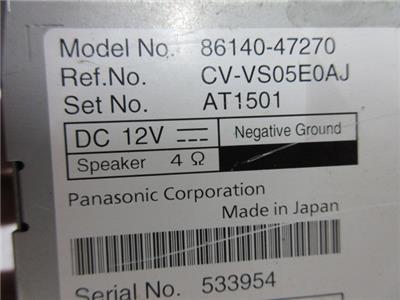 Model No. 86140-47270
Ref.No. CV-VS05E0AJ
Set No. AT1501
DC 12V Negative Ground
Speaker 4 Ω
Panasonic Corporation
Made in Japan
Serial No. 533954